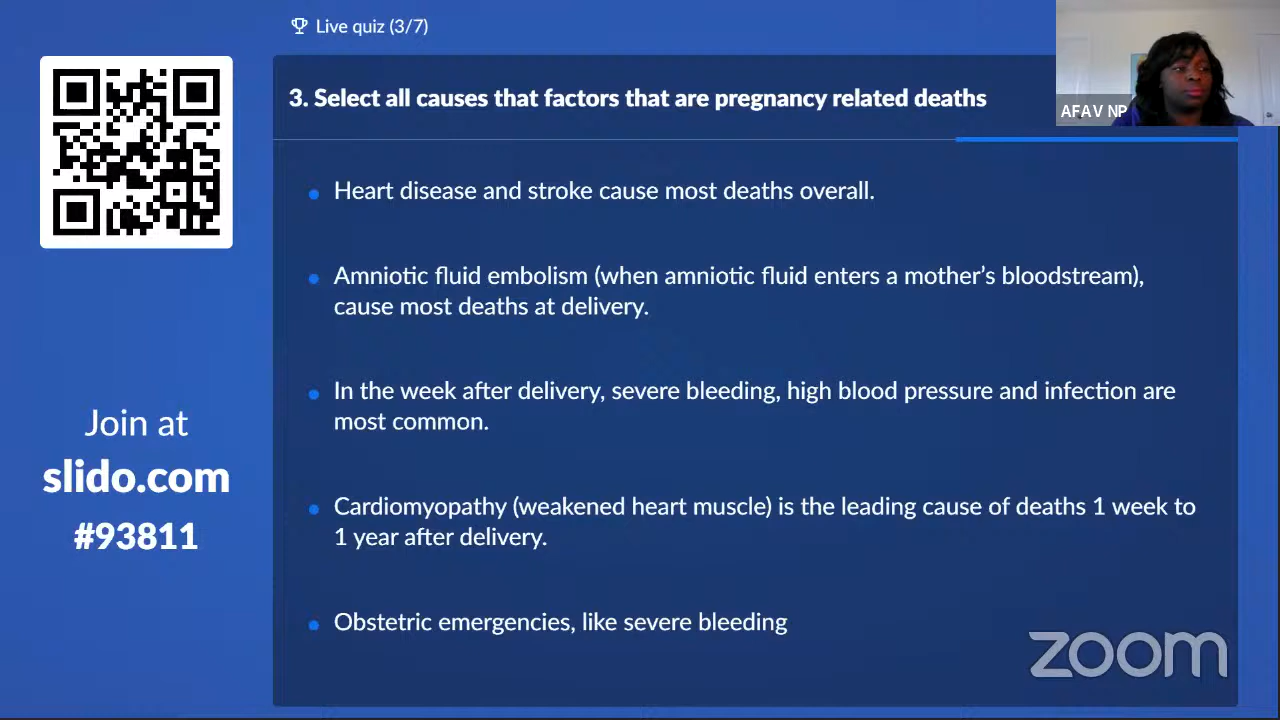 Live quiz (3/7)
3. Select all causes that factors that are pregnancy related deaths
AFAV NP
Heart disease and stroke cause most deaths overall.
Amniotic fluid embolism (when amniotic fluid enters a mother’s bloodstream),
cause most deaths at delivery.
In the week after delivery, severe bleeding, high blood pressure and infection are
most common.
Cardiomyopathy (weakened heart muscle) is the leading cause of deaths 1 week to
1 year after delivery.
Obstetric emergencies, like severe bleeding
Join at
slido.com
#93811
zoom